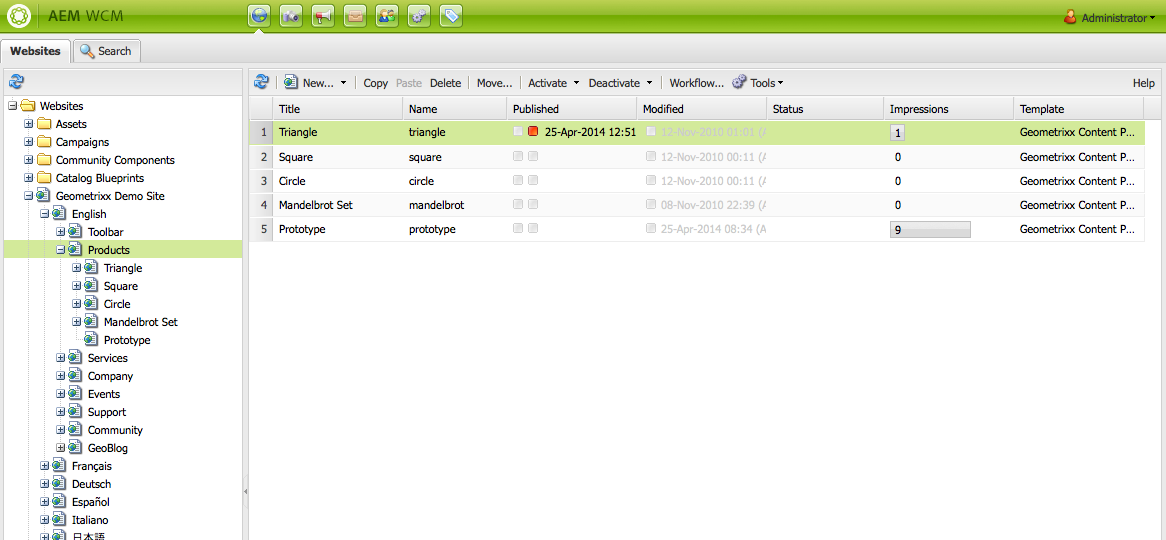 AEM WCM
Administrator
Websites Search
New... Copy Paste Delete Move... Activate Deactivate Workflow... Tools Help
Websites
Assets
Campaigns
Community Components
Catalog Blueprints
Geometrixx Demo Site
English
Toolbar
Products
Triangle
Square
Circle
Mandelbrot Set
Prototype
Services
Company
Events
Support
Community
GeoBlog
Français
Deutsch
Español
Italiano
日本語
Title Name Published Modified Status Impressions Template
1 Triangle triangle 25-Apr-2014 12:51 12-Nov-2010 01:01 (A 1 Geometrixx Content P...
2 Square square 12-Nov-2010 00:11 (A 0 Geometrixx Content P...
3 Circle circle 12-Nov-2010 00:11 (A 0 Geometrixx Content P...
4 Mandelbrot Set mandelbrot 08-Nov-2010 22:39 (A 0 Geometrixx Content P...
5 Prototype prototype 25-Apr-2014 08:34 (A 9 Geometrixx Content P...